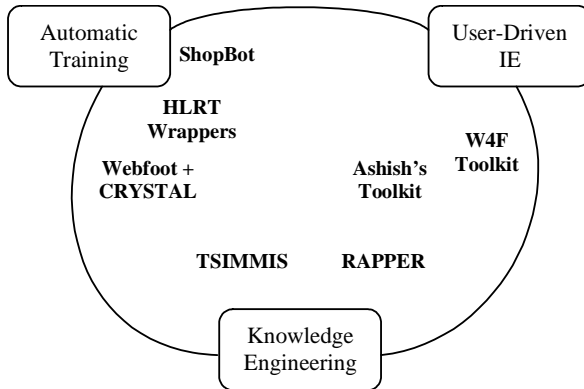 Automatic
Training
User-Driven
IE
ShopBot
HLRT
Wrappers
W4F
Toolkit
Webfoot +
CRYSTAL
Ashish's
Toolkit
TSIMMIS
RAPPER
Knowledge
Engineering